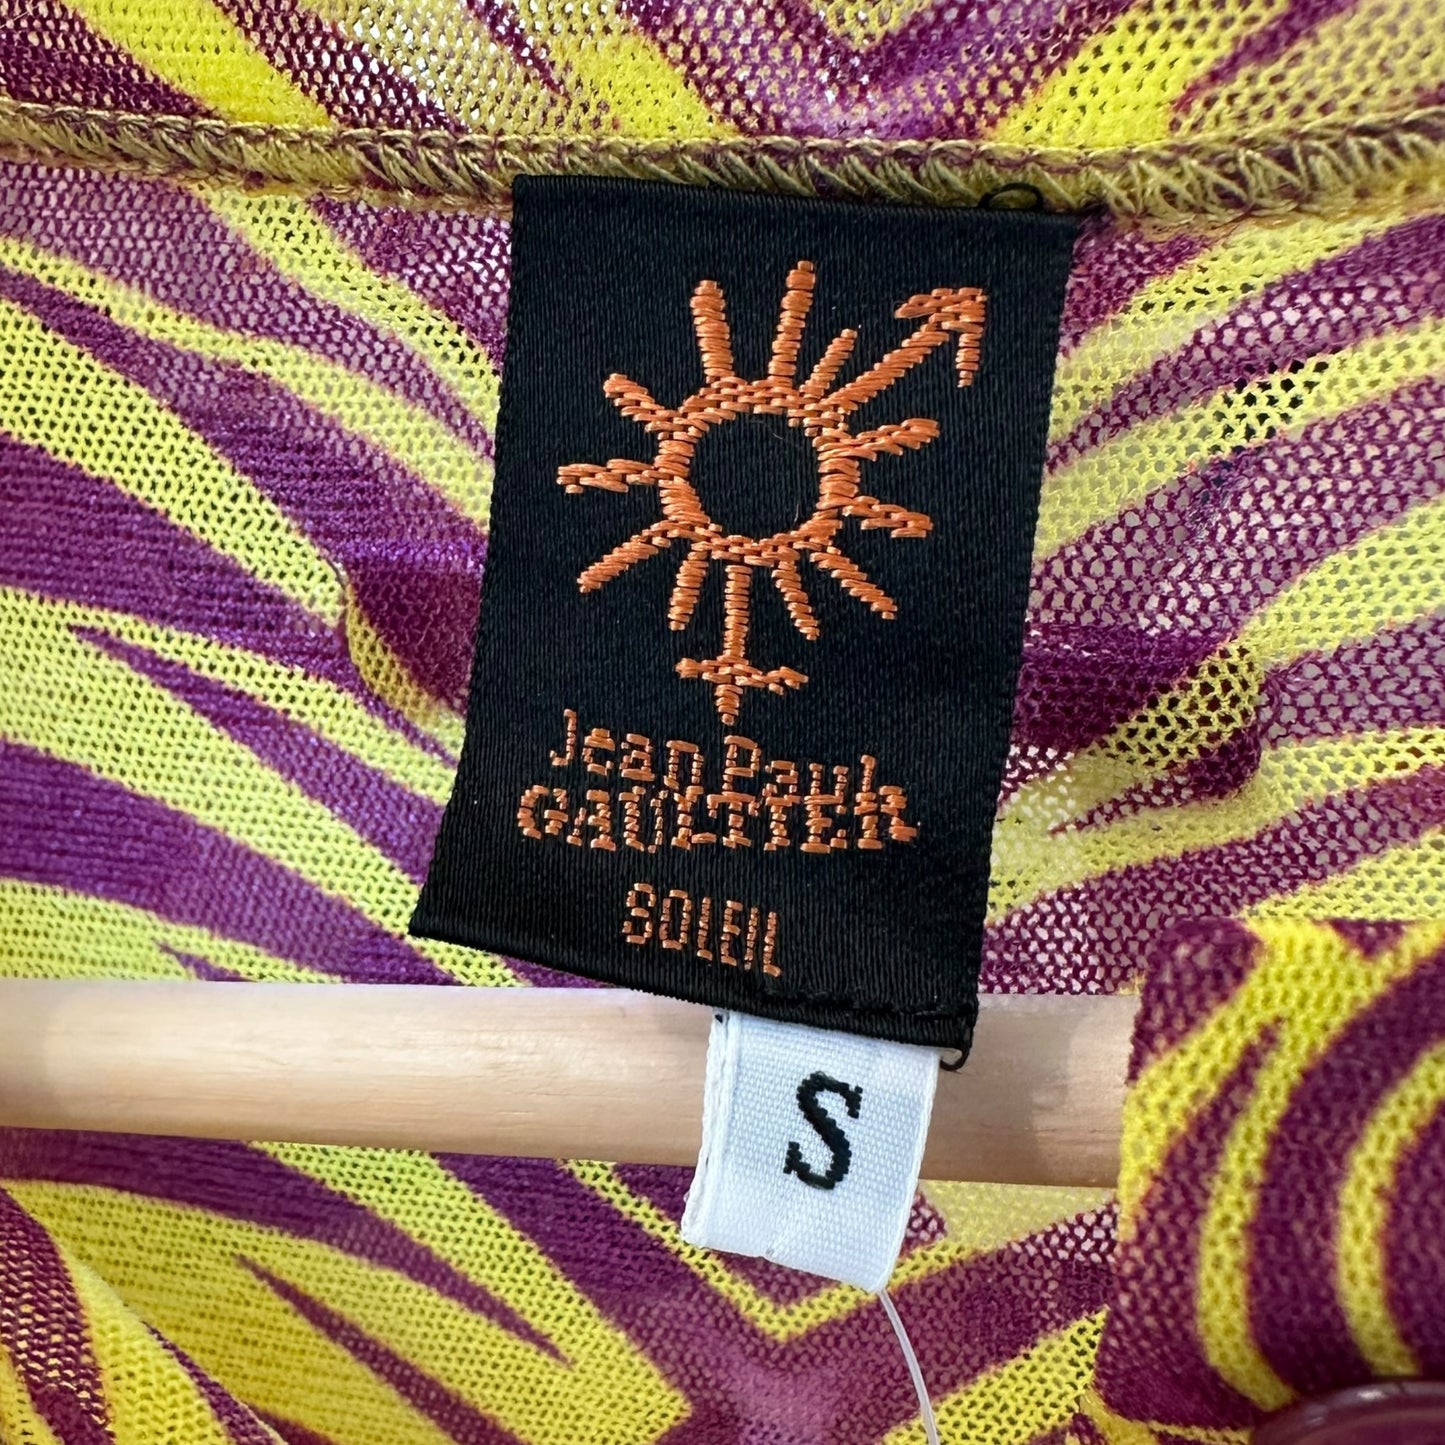 Jean Paul
GAULTIER
SOLEIL
S